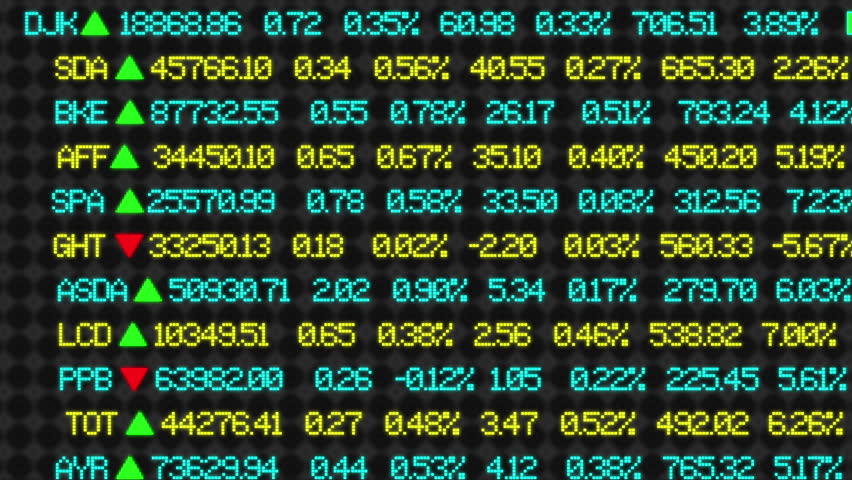 DJK 18868.86 0.72 0.35% 60.98 0.33% 706.51 3.89%
SDA 45766.10 0.34 0.56% 40.55 0.27% 665.30 2.26%
BKE 87732.55 0.55 0.78% 26.17 0.51% 783.24 4.12%
AFF 34450.10 0.65 0.67% 35.10 0.40% 450.20 5.19%
SPA 25570.99 0.78 0.58% 33.50 0.08% 312.56 7.23%
GHT 33250.13 0.18 0.02% -2.20 0.03% 560.33 -5.67%
ASDA 50930.71 2.02 0.90% 5.34 0.17% 279.70 6.03%
LCD 10349.51 0.65 0.38% 2.56 0.46% 538.82 7.00%
PPB 63982.00 0.26 -0.12% 1.05 0.22% 225.45 5.61%
TOT 44276.41 0.27 0.48% 3.47 0.52% 492.02 6.26%
AYR 73629.94 0.44 0.53% 4.12 0.38% 765.32 5.17%